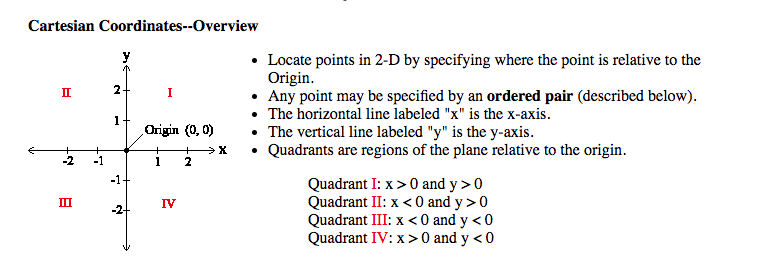 Cartesian Coordinates--Overview
y
II
2
I
1
Origin (0, 0)
x
-2 -1 1 2
-1
III
-2
IV
• Locate points in 2-D by specifying where the point is relative to the
Origin.
• Any point may be specified by an ordered pair (described below).
• The horizontal line labeled "x" is the x-axis.
• The vertical line labeled "y" is the y-axis.
• Quadrants are regions of the plane relative to the origin.
Quadrant I: x > 0 and y > 0
Quadrant II: x < 0 and y > 0
Quadrant III: x < 0 and y < 0
Quadrant IV: x > 0 and y < 0